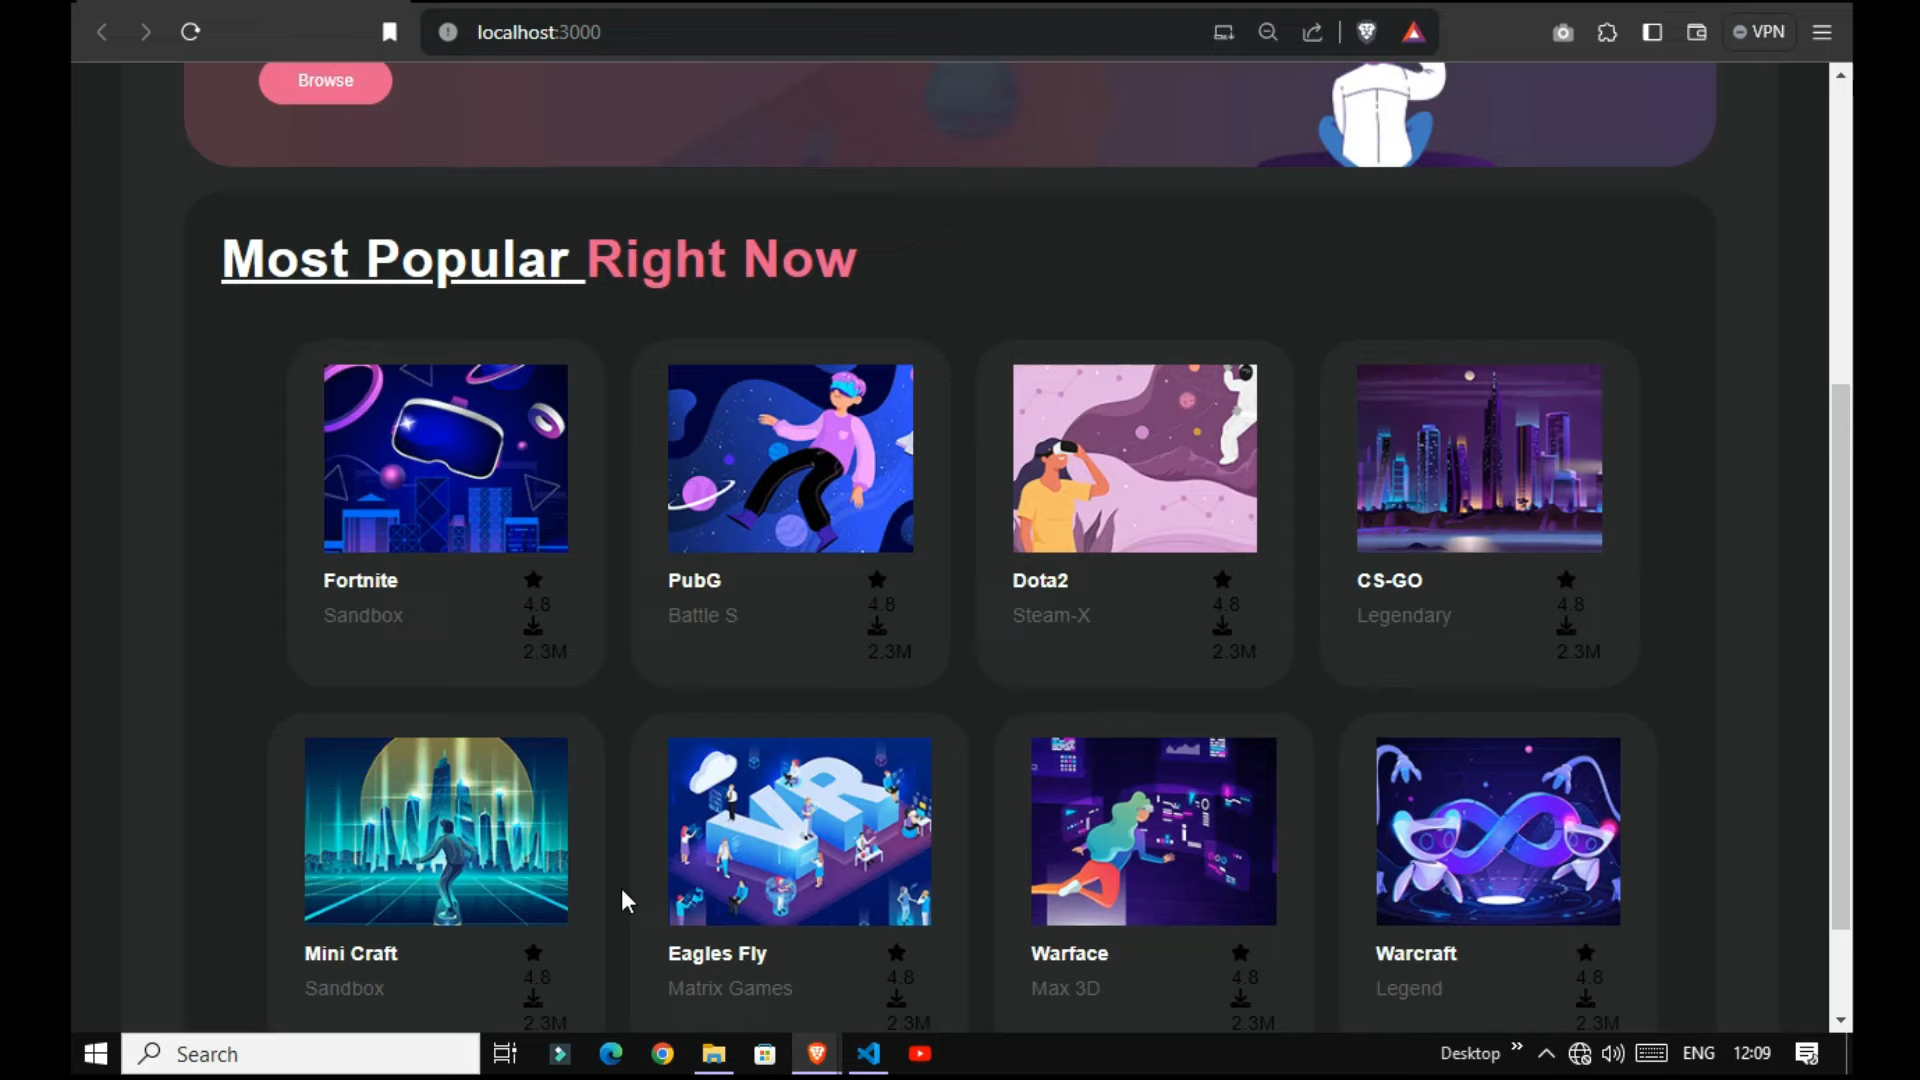 localhost:3000
VPN
Browse
Most Popular Right Now
Fortnite
Sandbox
4.8
2.3M
PubG
Battle S
4.8
2.3M
Dota2
Steam-X
4.8
2.3M
CS-GO
Legendary
4.8
2.3M
VR
Mini Craft
Sandbox
4.8
2.3M
Eagles Fly
Matrix Games
4.8
2.3M
Warface
Max 3D
4.8
2.3M
Warcraft
Legend
4.8
2.3M
Search
Desktop
ENG
12:09